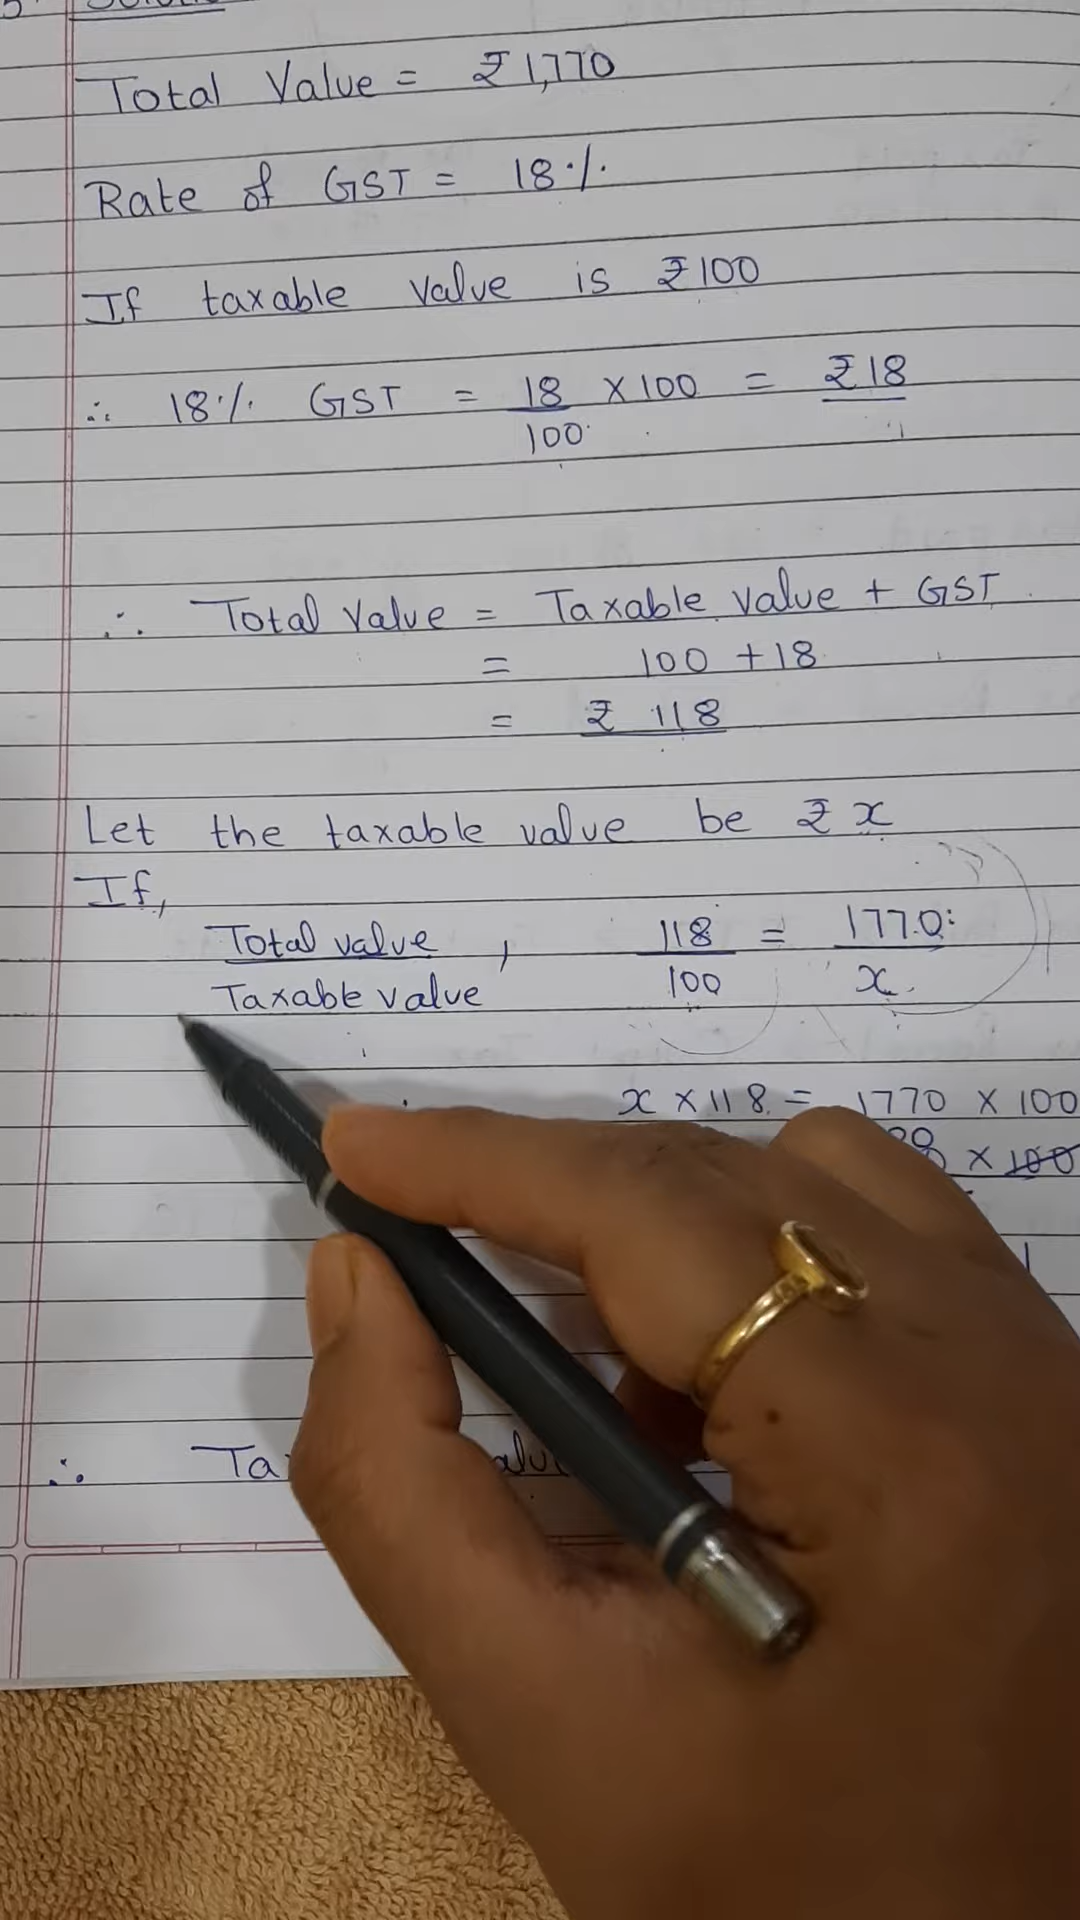 Total Value = ₹1,770
Rate of GST = 18%
If taxable value is ₹100
∴ 18% GST = 18/100 × 100 = ₹18
∴ Total Value = Taxable value + GST
= 100 + 18
= ₹ 118
Let the taxable value be ₹ x
If,
Total value / Taxable value , 118/100 = 1770/x
x × 118 = 1770 × 100
× 100
∴